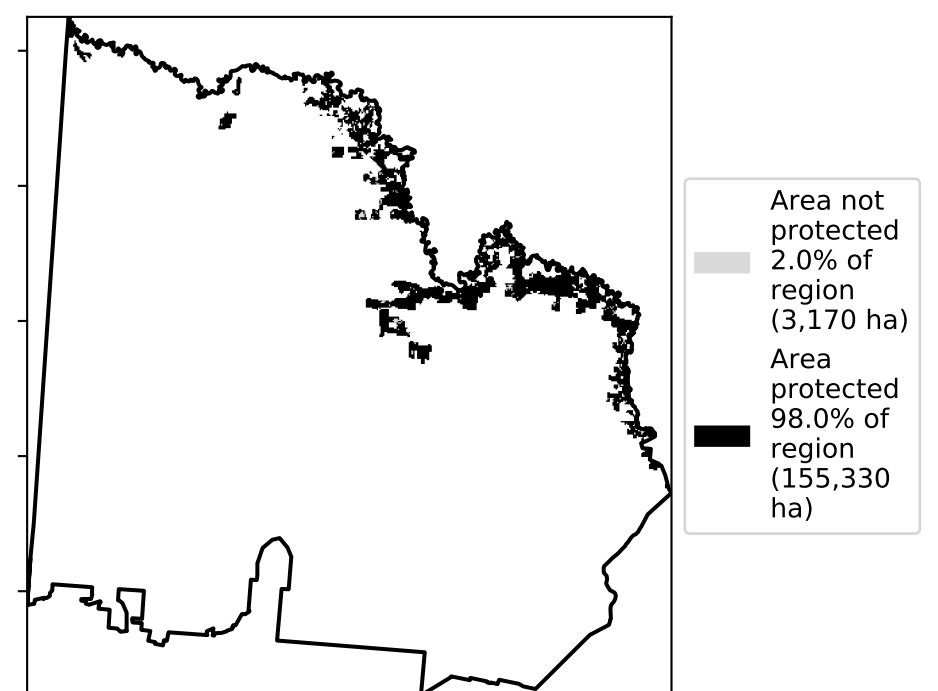 Area not
protected
2.0% of
region
(3,170 ha)
Area
protected
98.0% of
region
(155,330
ha)